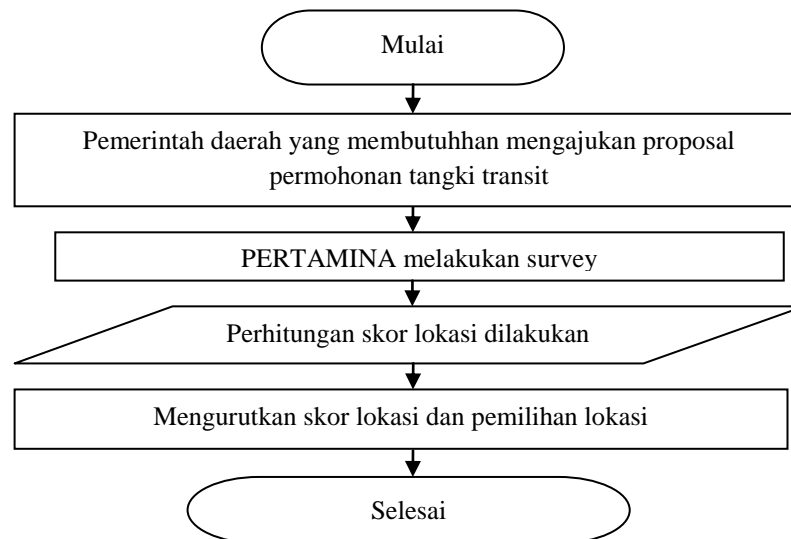 Mulai
Pemerintah daerah yang membutuhhan mengajukan proposal
permohonan tangki transit
PERTAMINA melakukan survey
Perhitungan skor lokasi dilakukan
Mengurutkan skor lokasi dan pemilihan lokasi
Selesai